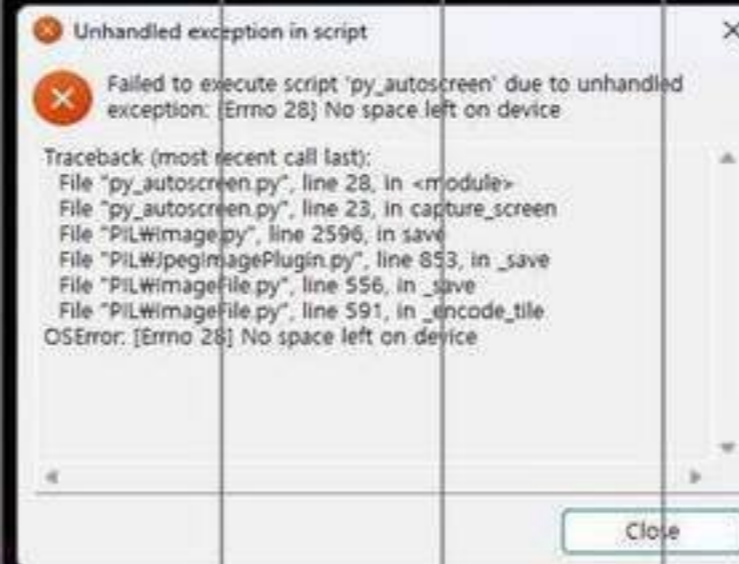 Unhandled exception in script
Failed to execute script 'py_autoscreen' due to unhandled
exception: [Errno 28] No space left on device
Traceback (most recent call last):
File "py_autoscreen.py", line 28, in <module>
File "py_autoscreen.py", line 23, in capture_screen
File "PIL₩Image.py", line 2596, in save
File "PIL₩JpegImagePlugin.py", line 853, in _save
File "PIL₩ImageFile.py", line 556, in _save
File "PIL₩ImageFile.py", line 591, in _encode_tile
OSError: [Errno 28] No space left on device
Close